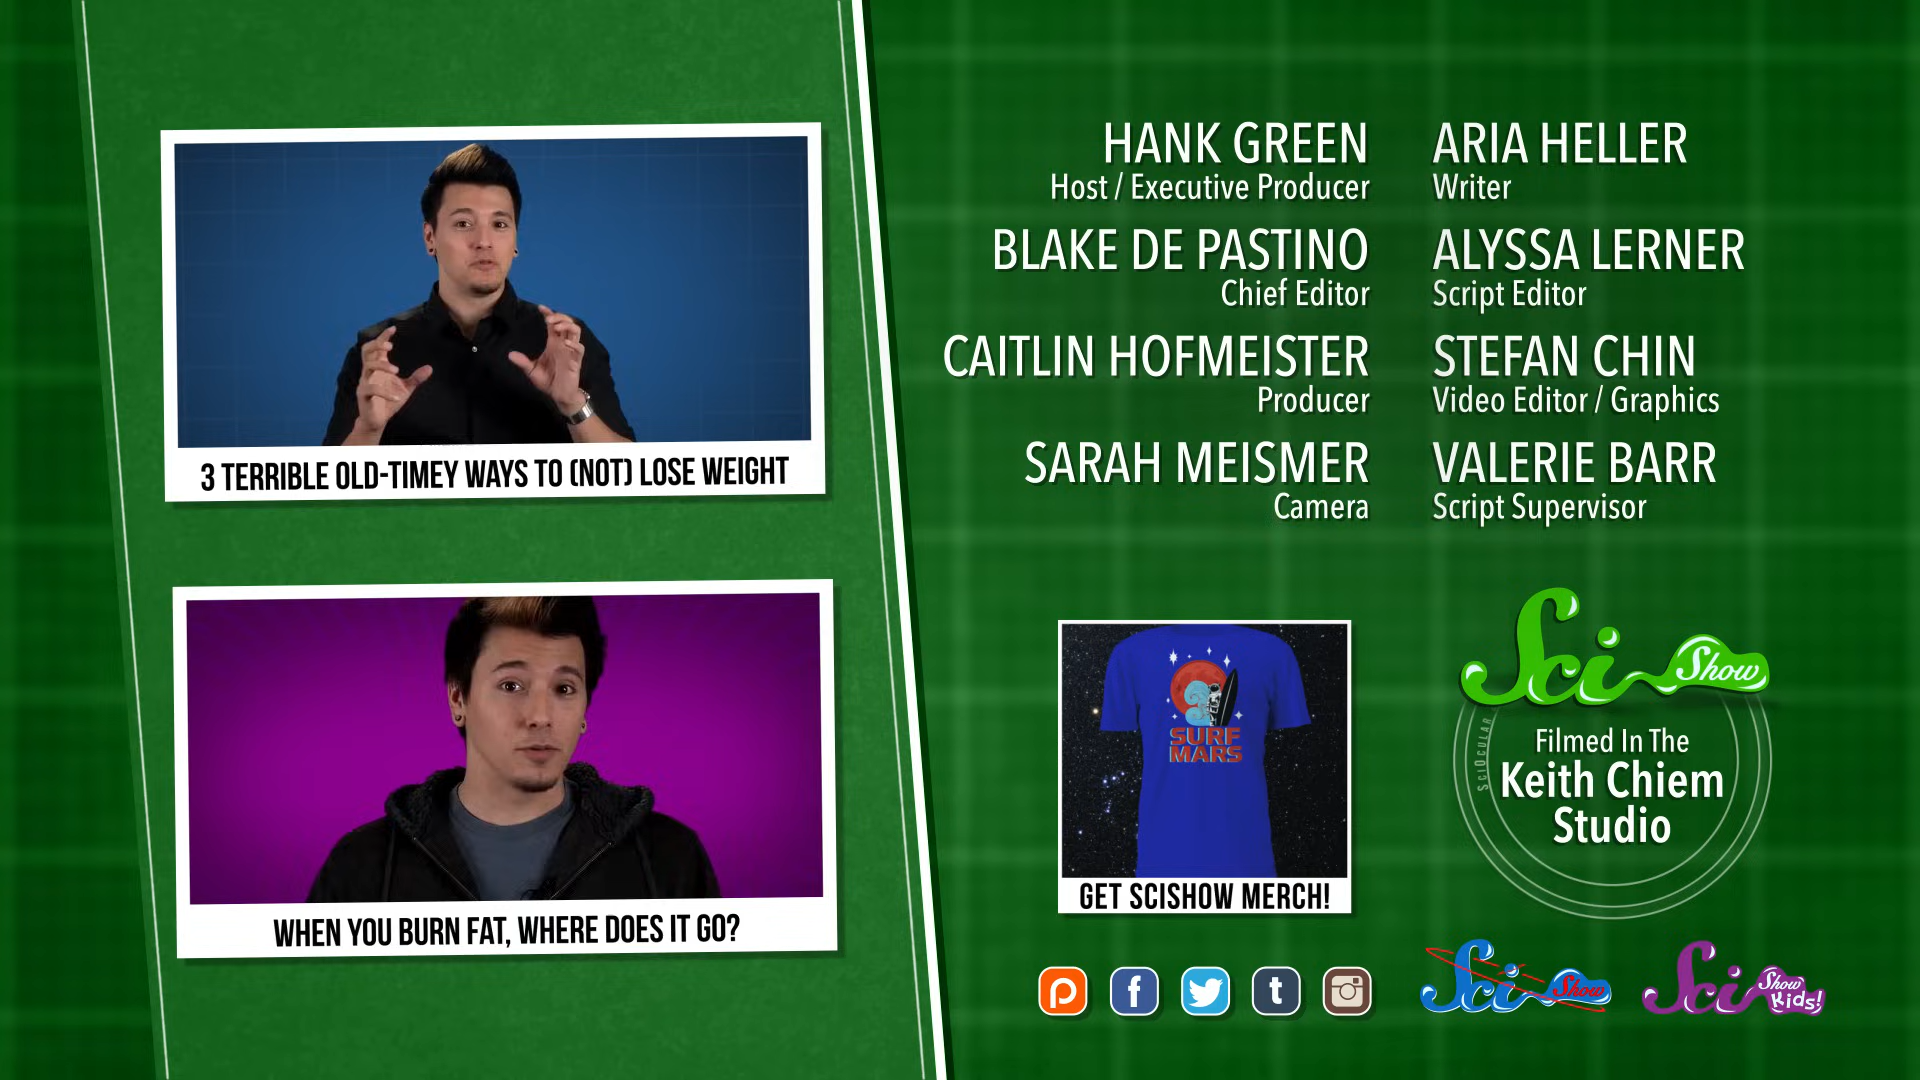 3 TERRIBLE OLD-TIMEY WAYS TO (NOT) LOSE WEIGHT
WHEN YOU BURN FAT, WHERE DOES IT GO?
HANK GREEN
Host / Executive Producer
BLAKE DE PASTINO
Chief Editor
CAITLIN HOFMEISTER
Producer
SARAH MEISMER
Camera
ARIA HELLER
Writer
ALYSSA LERNER
Script Editor
STEFAN CHIN
Video Editor / Graphics
VALERIE BARR
Script Supervisor
SURF
MARS
GET SCISHOW MERCH!
Sci Show
SCIOCULAR
Filmed In The
Keith Chiem
Studio
Sci Show
Sci Show Kids!